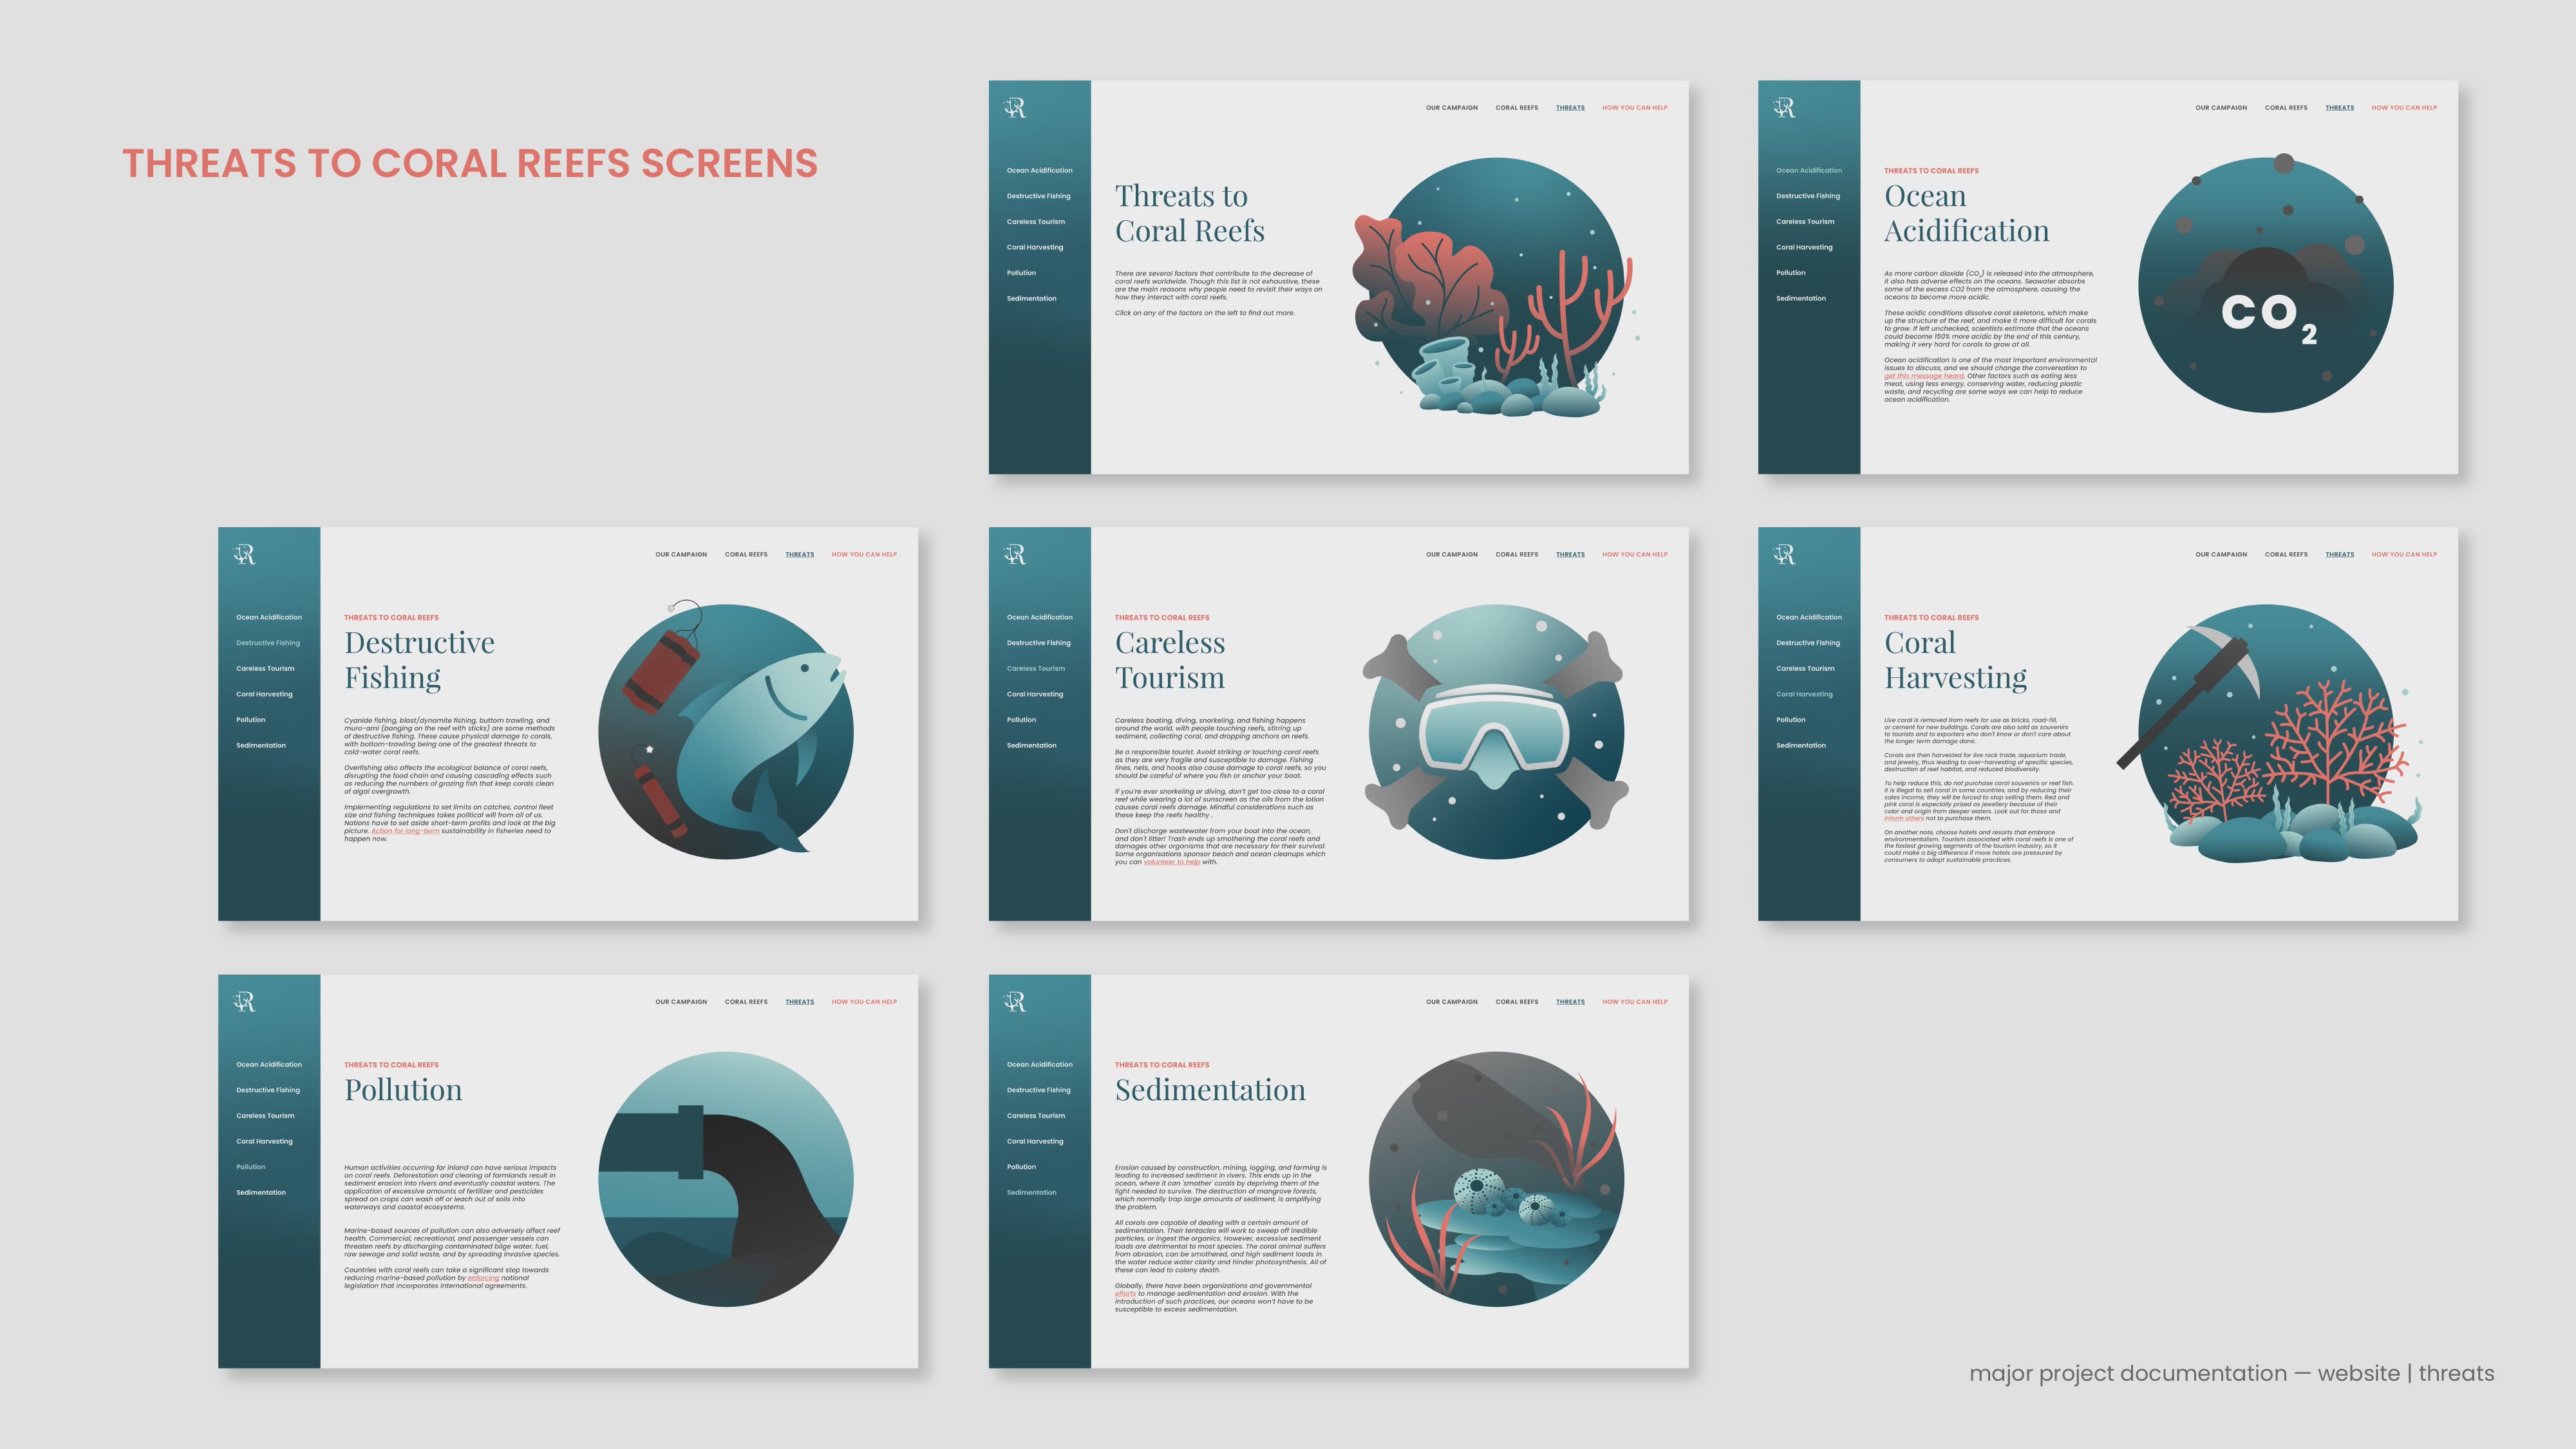 THREATS TO CORAL REEFS SCREENS
R
OUR CAMPAIGN CORAL REEFS THREATS HOW YOU CAN HELP
Ocean Acidification
Destructive Fishing
Careless Tourism
Coral Harvesting
Pollution
Sedimentation
Threats to
Coral Reefs
There are several factors that contribute to the decrease of
coral reefs worldwide. Though this list is not exhaustive, these
are the main reasons why people need to revisit their ways on
how they interact with coral reefs.
Click on any of the factors on the left to find out more.
R
OUR CAMPAIGN CORAL REEFS THREATS HOW YOU CAN HELP
Ocean Acidification
Destructive Fishing
Careless Tourism
Coral Harvesting
Pollution
Sedimentation
THREATS TO CORAL REEFS
Ocean
Acidification
As more carbon dioxide (CO₂) is released into the atmosphere,
it also has adverse effects on the oceans. Seawater absorbs
some of the excess CO2 from the atmosphere, causing the
oceans to become more acidic.
These acidic conditions dissolve coral skeletons, which make
up the structure of the reef, and make it more difficult for corals
to grow. If left unchecked, scientists estimate that the oceans
could become 150% more acidic by the end of this century,
making it very hard for corals to grow at all.
Ocean acidification is one of the most important environmental
issues to discuss, and we should change the conversation to
get this message heard. Other factors such as eating less
meat, using less energy, conserving water, reducing plastic
waste, and recycling are some ways we can help to reduce
ocean acidification.
CO₂
R
OUR CAMPAIGN CORAL REEFS THREATS HOW YOU CAN HELP
Ocean Acidification
Destructive Fishing
Careless Tourism
Coral Harvesting
Pollution
Sedimentation
THREATS TO CORAL REEFS
Destructive
Fishing
Cyanide fishing, blast/dynamite fishing, buttom trawling, and
muro-ami (banging on the reef with sticks) are some methods
of destructive fishing. These cause physical damage to corals,
with bottom-trawling being one of the greatest threats to
cold-water coral reefs.
Overfishing also affects the ecological balance of coral reefs,
disrupting the food chain and causing cascading effects such
as reducing the numbers of grazing fish that keep corals clean
of algal overgrowth.
Implementing regulations to set limits on catches, control fleet
size and fishing techniques takes political will from all of us.
Nations have to set aside short-term profits and look at the big
picture. Action for long-term sustainability in fisheries need to
happen now.
R
OUR CAMPAIGN CORAL REEFS THREATS HOW YOU CAN HELP
Ocean Acidification
Destructive Fishing
Careless Tourism
Coral Harvesting
Pollution
Sedimentation
THREATS TO CORAL REEFS
Careless
Tourism
Careless boating, diving, snorkeling, and fishing happens
around the world, with people touching reefs, stirring up
sediment, collecting coral, and dropping anchors on reefs.
Be a responsible tourist. Avoid striking or touching coral reefs
as they are very fragile and susceptible to damage. Fishing
lines, nets, and hooks also cause damage to coral reefs, so you
should be careful of where you fish or anchor your boat.
If you're ever snorkeling or diving, don't get too close to a coral
reef while wearing a lot of sunscreen as the oils from the lotion
causes coral reefs damage. Mindful considerations such as
these keep the reefs healthy .
Don't discharge wastewater from your boat into the ocean,
and don't litter! Trash ends up smothering the coral reefs and
damages other organisms that are necessary for their survival.
Some organisations sponsor beach and ocean cleanups which
you can volunteer to help with.
R
OUR CAMPAIGN CORAL REEFS THREATS HOW YOU CAN HELP
Ocean Acidification
Destructive Fishing
Careless Tourism
Coral Harvesting
Pollution
Sedimentation
THREATS TO CORAL REEFS
Coral
Harvesting
Live coral is removed from reefs for use as bricks, road-fill,
or cement for new buildings. Corals are also sold as souvenirs
to tourists and to exporters who don't know or don't care about
the longer term damage done.
Corals are then harvested for live rock trade, aquarium trade,
and jewelry, thus leading to over-harvesting of specific species,
destruction of reef habitat, and reduced biodiversity.
To help reduce this, do not purchase coral souvenirs or reef fish.
It is illegal to sell coral in some countries, and by reducing their
sales income, they will be forced to stop selling them. Red and
pink coral is especially prized as jewellery because of their
color and origin from deeper waters. Look out for those and
inform others not to purchase them.
On another note, choose hotels and resorts that embrace
environmentalism. Tourism associated with coral reefs is one of
the fastest growing segments of the tourism industry, so it
could make a big difference if more hotels are pressured by
consumers to adopt sustainable practices.
R
OUR CAMPAIGN CORAL REEFS THREATS HOW YOU CAN HELP
Ocean Acidification
Destructive Fishing
Careless Tourism
Coral Harvesting
Pollution
Sedimentation
THREATS TO CORAL REEFS
Pollution
Human activities occurring far inland can have serious impacts
on coral reefs. Deforestation and clearing of farmlands result in
sediment erosion into rivers and eventually coastal waters. The
application of excessive amounts of fertilizer and pesticides
spread on crops can wash off or leach out of soils into
waterways and coastal ecosystems.
Marine-based sources of pollution can also adversely affect reef
health. Commercial, recreational, and passenger vessels can
threaten reefs by discharging contaminated bilge water, fuel,
raw sewage and solid waste, and by spreading invasive species.
Countries with coral reefs can take a significant step towards
reducing marine-based pollution by enforcing national
legislation that incorporates international agreements.
R
OUR CAMPAIGN CORAL REEFS THREATS HOW YOU CAN HELP
Ocean Acidification
Destructive Fishing
Careless Tourism
Coral Harvesting
Pollution
Sedimentation
THREATS TO CORAL REEFS
Sedimentation
Erosion caused by construction, mining, logging, and farming is
leading to increased sediment in rivers. This ends up in the
ocean, where it can 'smother' corals by depriving them of the
light needed to survive. The destruction of mangrove forests,
which normally trap large amounts of sediment, is amplifying
the problem.
All corals are capable of dealing with a certain amount of
sedimentation. Their tentacles will work to sweep off inedible
particles, or ingest the organics. However, excessive sediment
loads are detrimental to most species. The coral animal suffers
from abrasion, can be smothered, and high sediment loads in
the water reduce water clarity and hinder photosynthesis. All of
these can lead to colony death.
Globally, there have been organizations and governmental
efforts to manage sedimentation and erosion. With the
introduction of such practices, our oceans won't have to be
susceptible to excess sedimentation.
major project documentation — website | threats